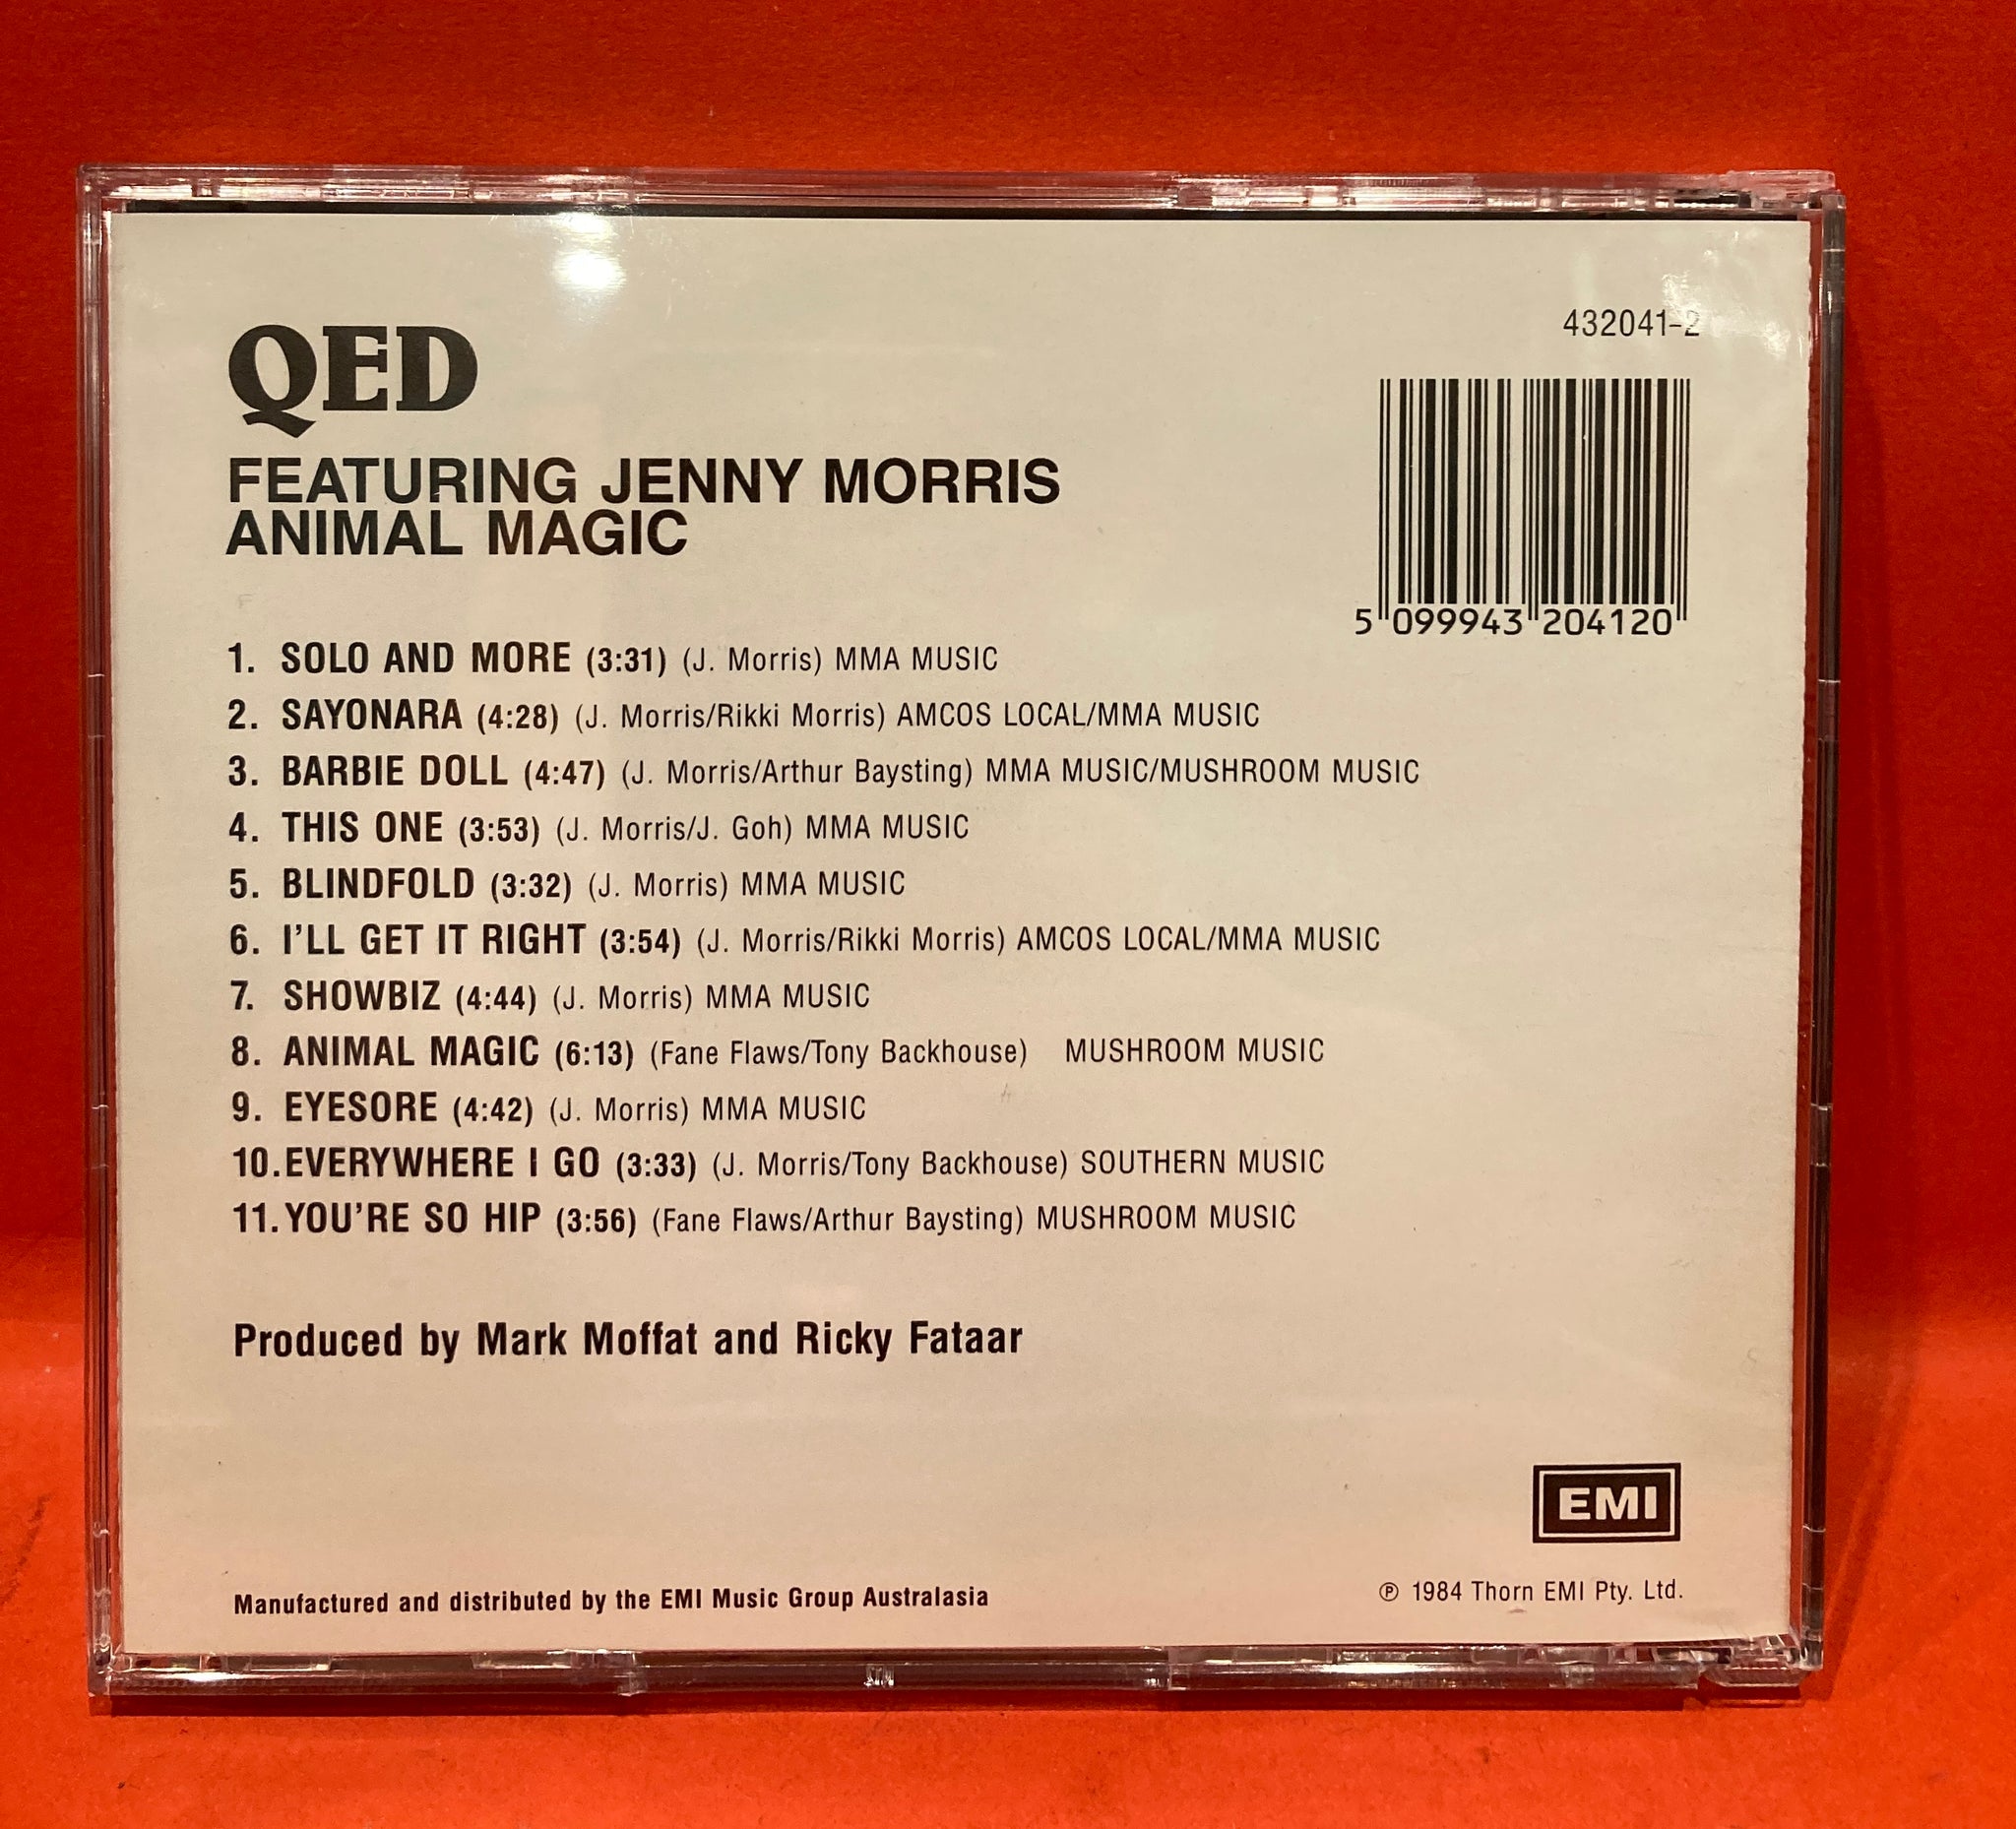 QED
432041-2
FEATURING JENNY MORRIS
ANIMAL MAGIC
5 099943 204120
1. SOLO AND MORE (3:31) (J. Morris) MMA MUSIC
2. SAYONARA (4:28) (J. Morris/Rikki Morris) AMCOS LOCAL/MMA MUSIC
3. BARBIE DOLL (4:47) (J. Morris/Arthur Baysting) MMA MUSIC/MUSHROOM MUSIC
4. THIS ONE (3:53) (J. Morris/J. Goh) MMA MUSIC
5. BLINDFOLD (3:32) (J. Morris) MMA MUSIC
6. I'LL GET IT RIGHT (3:54) (J. Morris/Rikki Morris) AMCOS LOCAL/MMA MUSIC
7. SHOWBIZ (4:44) (J. Morris) MMA MUSIC
8. ANIMAL MAGIC (6:13) (Fane Flaws/Tony Backhouse) MUSHROOM MUSIC
9. EYESORE (4:42) (J. Morris) MMA MUSIC
10. EVERYWHERE I GO (3:33) (J. Morris/Tony Backhouse) SOUTHERN MUSIC
11. YOU'RE SO HIP (3:56) (Fane Flaws/Arthur Baysting) MUSHROOM MUSIC
Produced by Mark Moffat and Ricky Fataar
EMI
Manufactured and distributed by the EMI Music Group Australasia
℗ 1984 Thorn EMI Pty. Ltd.